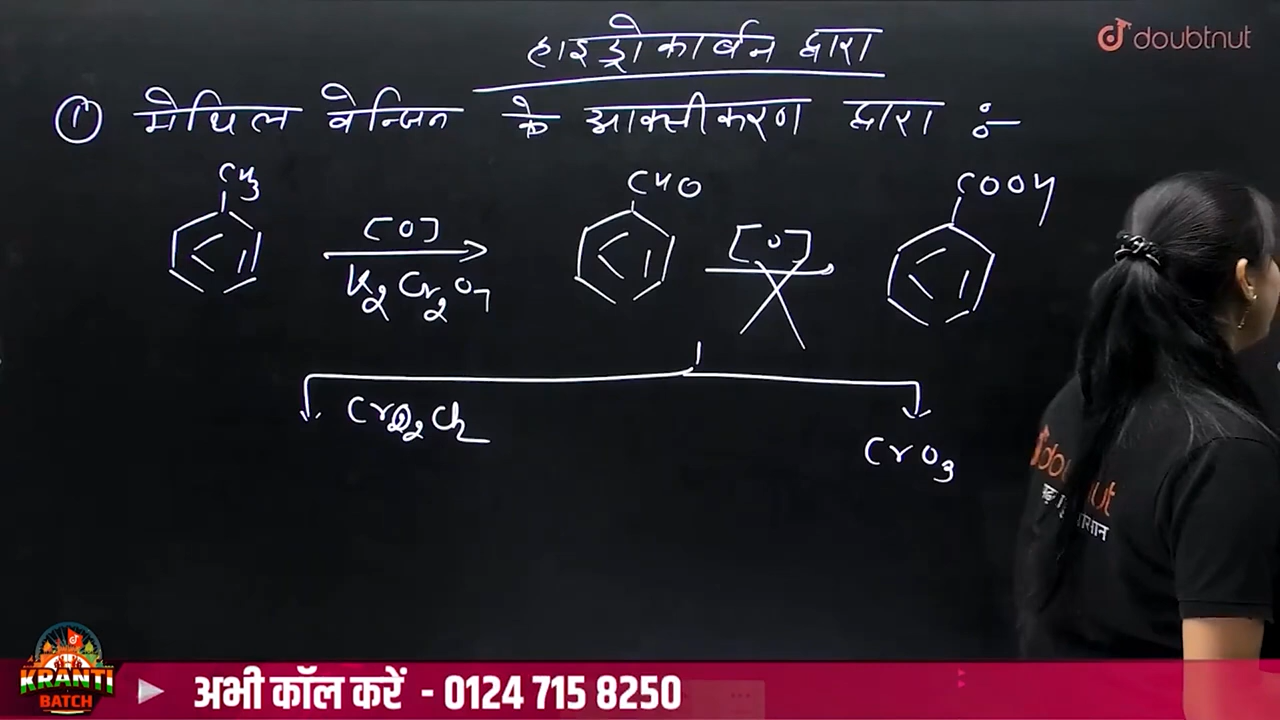 हाइड्रोकार्बन द्वारा
doubtnut
① मेथिल बेन्जिन के आक्सीकरण द्वारा :-
CH3 CHO COOH
[O] [O]
K2Cr2O7
CrO2Cl2
CrO3
doubtnut
KRANTI
BATCH
अभी कॉल करें - 0124 715 8250